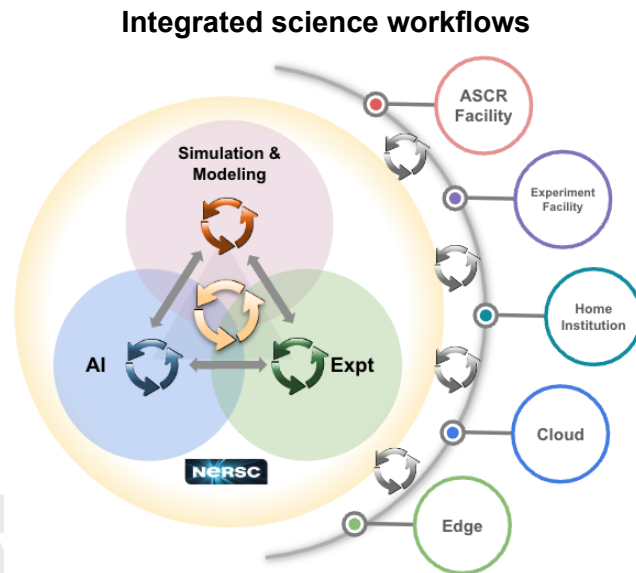 Integrated science workflows
Simulation &
Modeling
AI
Expt
NERSC
ASCR
Facility
Experiment
Facility
Home
Institution
Cloud
Edge